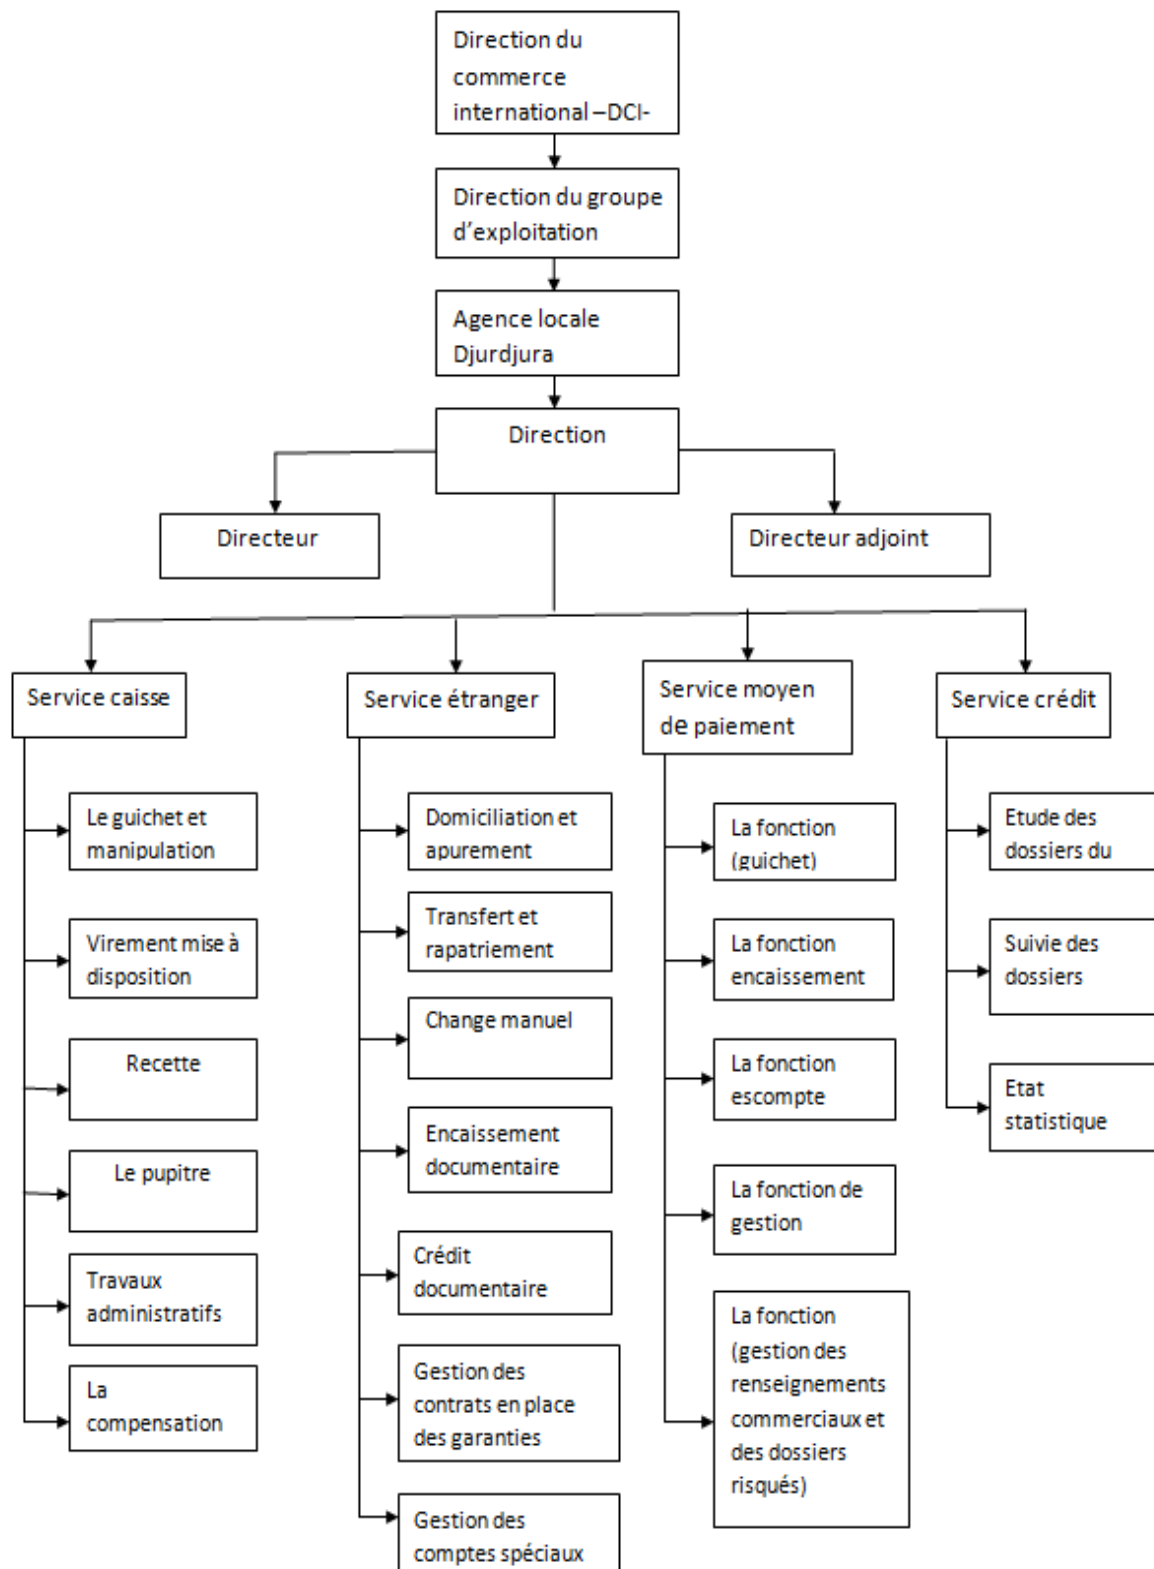 Direction du
commerce
international –DCI-
Direction du groupe
d’exploitation
Agence locale
Djurdjura
Direction
Directeur
Directeur adjoint
Service caisse
Le guichet et
manipulation
Virement mise à
disposition
Recette
Le pupitre
Travaux
administratifs
La
compensation
Service étranger
Domiciliation et
apurement
Transfert et
rapatriement
Change manuel
Encaissement
documentaire
Crédit
documentaire
Gestion des
contrats en place
des garanties
Gestion des
comptes spéciaux
Service moyen
de paiement
La fonction
(guichet)
La fonction
encaissement
La fonction
escompte
La fonction de
gestion
La fonction
(gestion des
renseignements
commerciaux et
des dossiers
risqués)
Service crédit
Etude des
dossiers du
Suivie des
dossiers
Etat
statistique